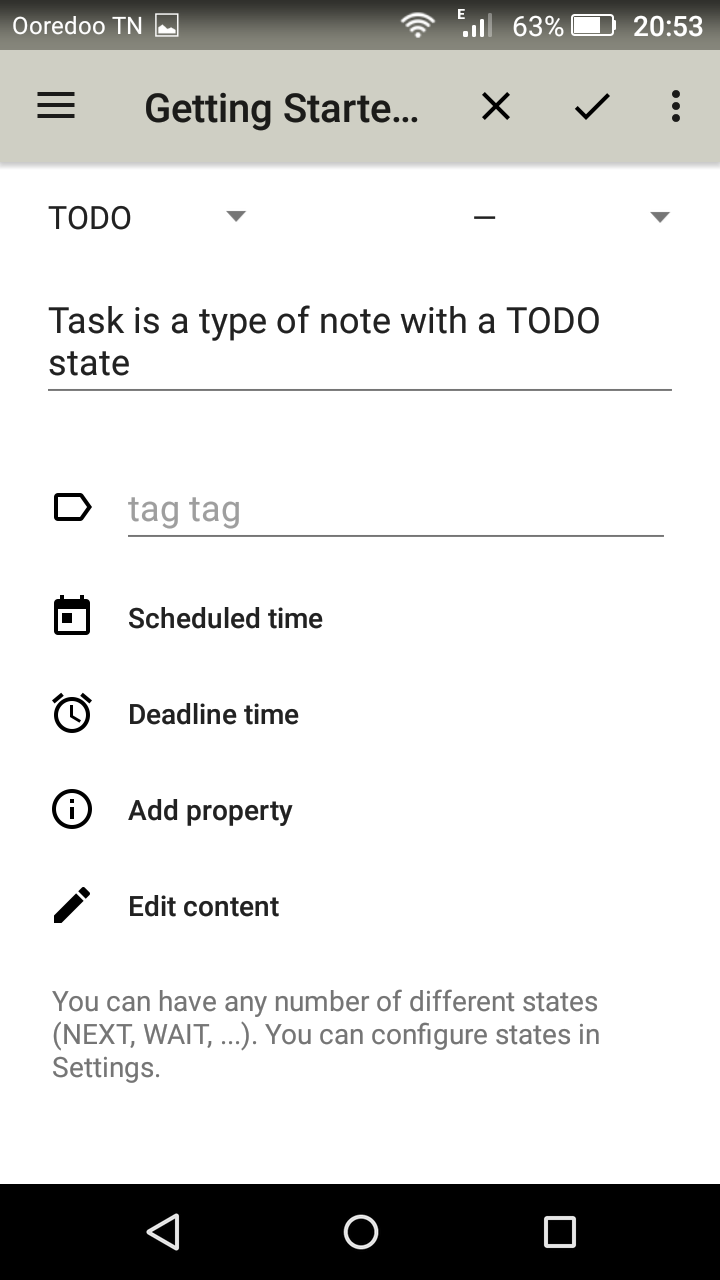 Ooredoo TN E 63% 20:53
Getting Starte...
TODO –
Task is a type of note with a TODO
state
tag tag
Scheduled time
Deadline time
Add property
Edit content
You can have any number of different states
(NEXT, WAIT, ...). You can configure states in
Settings.